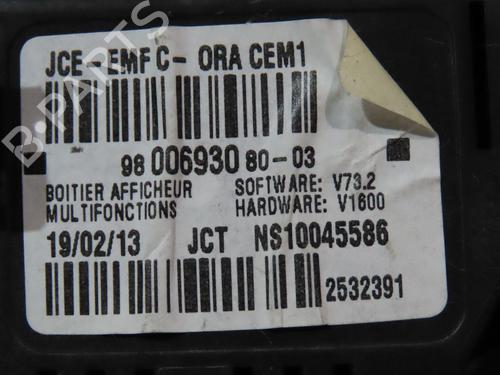 JCE-EMF C- ORA CEM1
98 006930 80-03
BOITIER AFFICHEUR SOFTWARE: V73.2
MULTIFONCTIONS HARDWARE: V1600
19/02/13 JCT NS10045586
2532391
B-PARTS